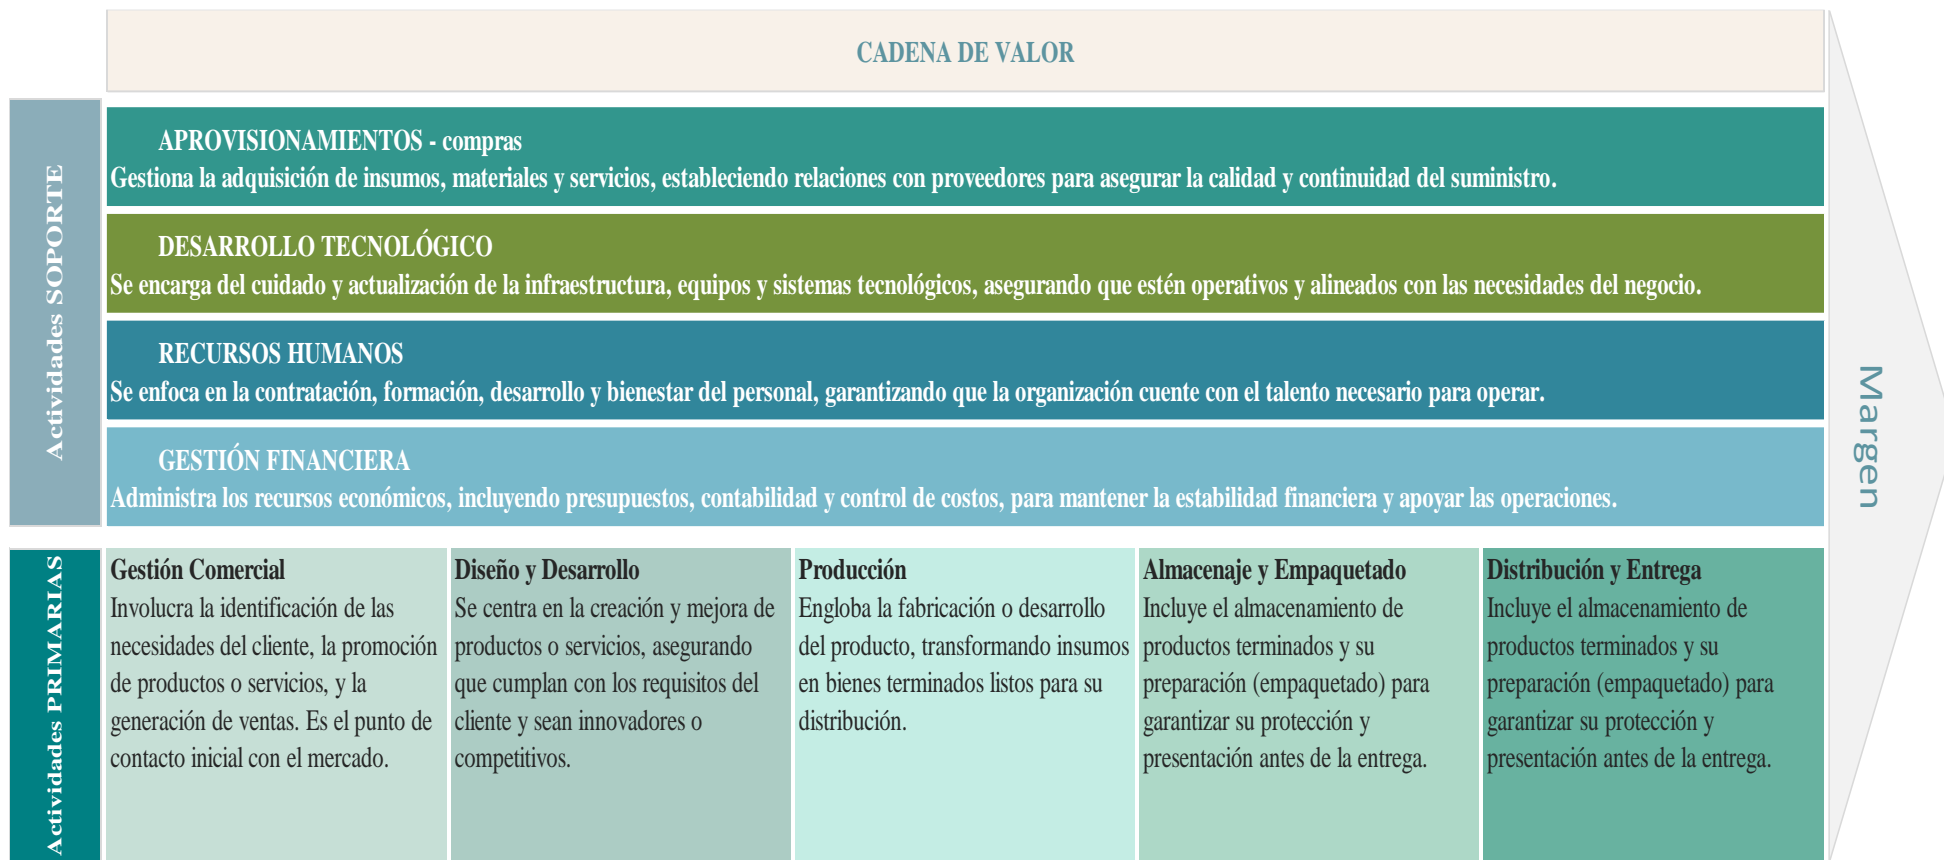 CADENA DE VALOR
Actividades SOPORTE
APROVISIONAMIENTOS - compras
Gestiona la adquisición de insumos, materiales y servicios, estableciendo relaciones con proveedores para asegurar la calidad y continuidad del suministro.
DESARROLLO TECNOLÓGICO
Se encarga del cuidado y actualización de la infraestructura, equipos y sistemas tecnológicos, asegurando que estén operativos y alineados con las necesidades del negocio.
RECURSOS HUMANOS
Se enfoca en la contratación, formación, desarrollo y bienestar del personal, garantizando que la organización cuente con el talento necesario para operar.
GESTIÓN FINANCIERA
Administra los recursos económicos, incluyendo presupuestos, contabilidad y control de costos, para mantener la estabilidad financiera y apoyar las operaciones.
Margen
Actividades PRIMARIAS
Gestión Comercial
Involucra la identificación de las
necesidades del cliente, la promoción
de productos o servicios, y la
generación de ventas. Es el punto de
contacto inicial con el mercado.
Diseño y Desarrollo
Se centra en la creación y mejora de
productos o servicios, asegurando
que cumplan con los requisitos del
cliente y sean innovadores o
competitivos.
Producción
Engloba la fabricación o desarrollo
del producto, transformando insumos
en bienes terminados listos para su
distribución.
Almacenaje y Empaquetado
Incluye el almacenamiento de
productos terminados y su
preparación (empaquetado) para
garantizar su protección y
presentación antes de la entrega.
Distribución y Entrega
Incluye el almacenamiento de
productos terminados y su
preparación (empaquetado) para
garantizar su protección y
presentación antes de la entrega.